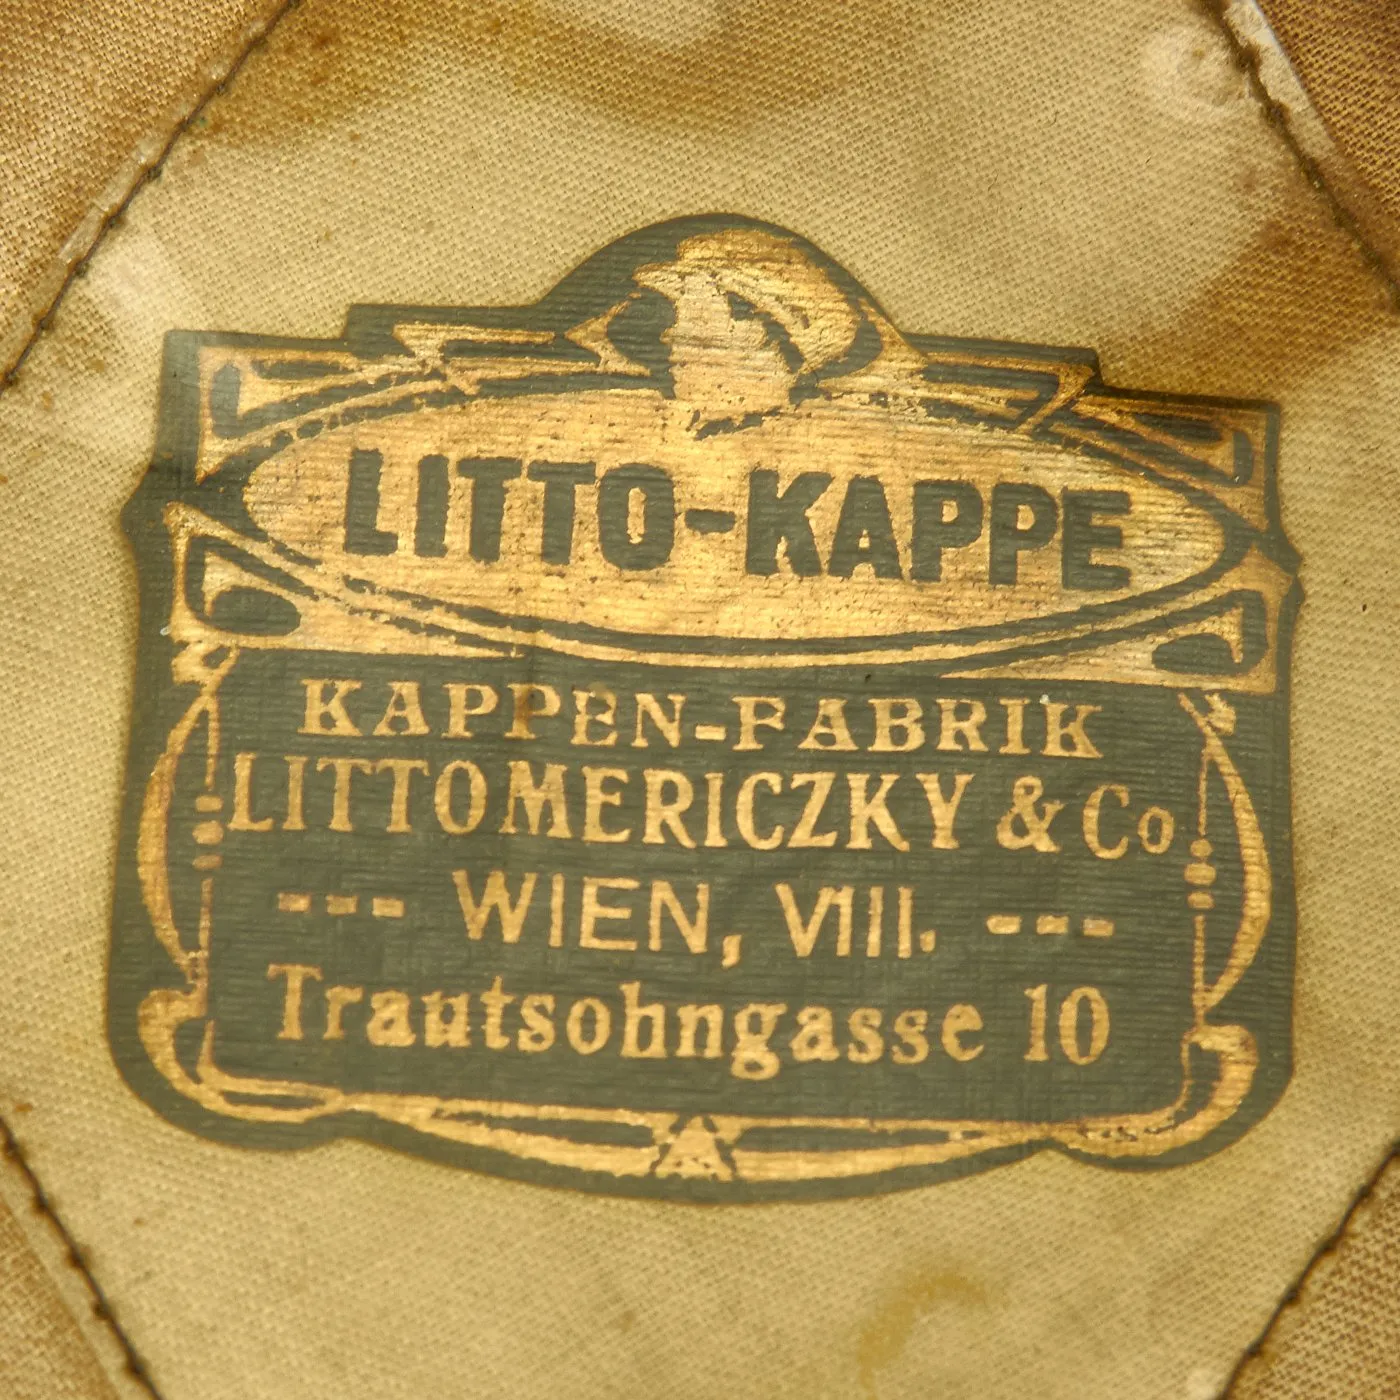 LITTO-KAPPE
KAPPEN-FABRIK
LITTOMERICZKY & Co
--- WIEN, VIII. ---
Trautsohngasse 10